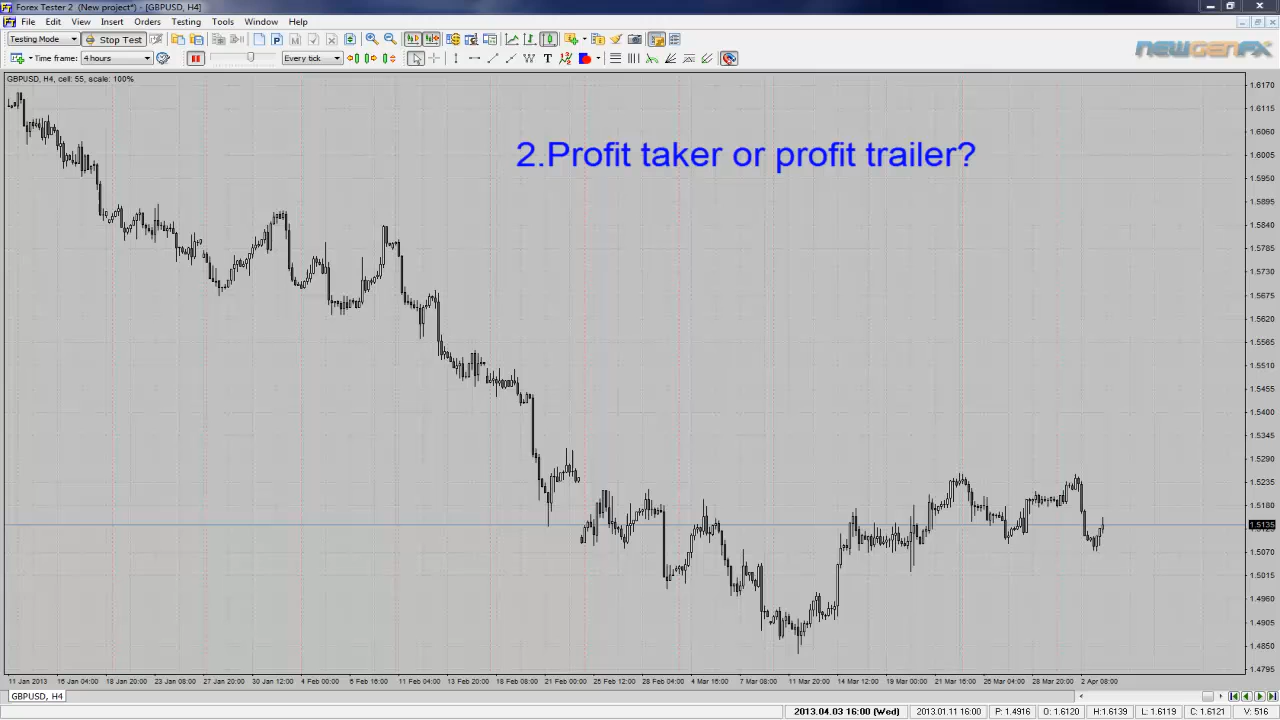 Forex Tester 2 (New project*) - [GBPUSD, H4]
File Edit View Insert Orders Testing Tools Window Help
Testing Mode Stop Test
Time frame: 4 hours Every tick
NEWGENFX
GBPUSD, H4, cell: 55, scale: 100%
2.Profit taker or profit trailer?
1.6170
1.6115
1.6060
1.6005
1.5950
1.5895
1.5840
1.5785
1.5730
1.5675
1.5620
1.5565
1.5510
1.5455
1.5400
1.5345
1.5290
1.5235
1.5180
1.5135
1.5125
1.5070
1.5015
1.4960
1.4905
1.4850
1.4795
11 Jan 2013 16 Jan 04:00 18 Jan 20:00 23 Jan 08:00 27 Jan 20:00 30 Jan 12:00 4 Feb 00:00 6 Feb 16:00 11 Feb 04:00 13 Feb 20:00 18 Feb 08:00 21 Feb 00:00 25 Feb 12:00 28 Feb 04:00 4 Mar 16:00 7 Mar 08:00 11 Mar 20:00 14 Mar 12:00 19 Mar 00:00 21 Mar 16:00 26 Mar 04:00 28 Mar 20:00 2 Apr 08:00
GBPUSD, H4
2013.04.03 16:00 (Wed) 2013.01.11 16:00 P: 1.4916 O: 1.6120 H: 1.6139 L: 1.6119 C: 1.6121 V: 516